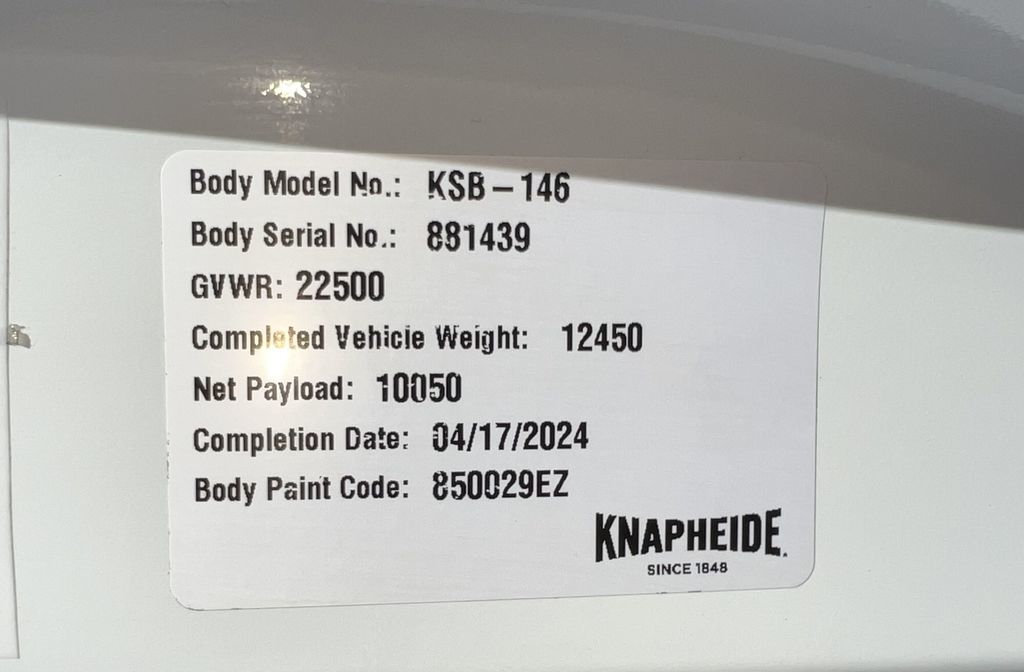 Body Model No.: KSB-146
Body Serial No.: 881439
GVWR: 22500
Completed Vehicle Weight: 12450
Net Payload: 10050
Completion Date: 04/17/2024
Body Paint Code: 850029EZ
KNAPHEIDE.
SINCE 1848